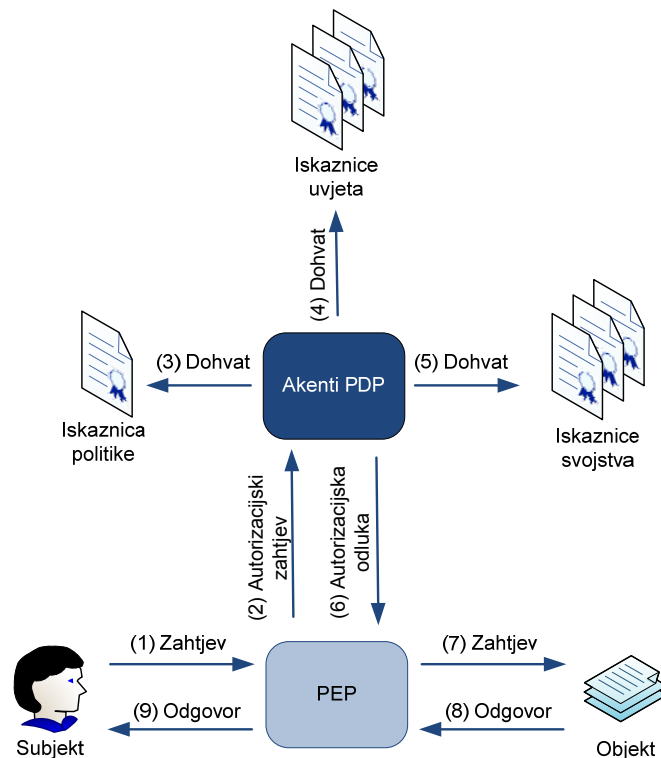 Iskaznice
uvjeta
(4) Dohvat
(3) Dohvat
Akenti PDP
(5) Dohvat
Iskaznica
politike
Iskaznice
svojstva
(2) Autorizacijski
zahtjev
(6) Autorizacijska
odluka
(1) Zahtjev
(7) Zahtjev
PEP
(9) Odgovor
(8) Odgovor
Subjekt
Objekt